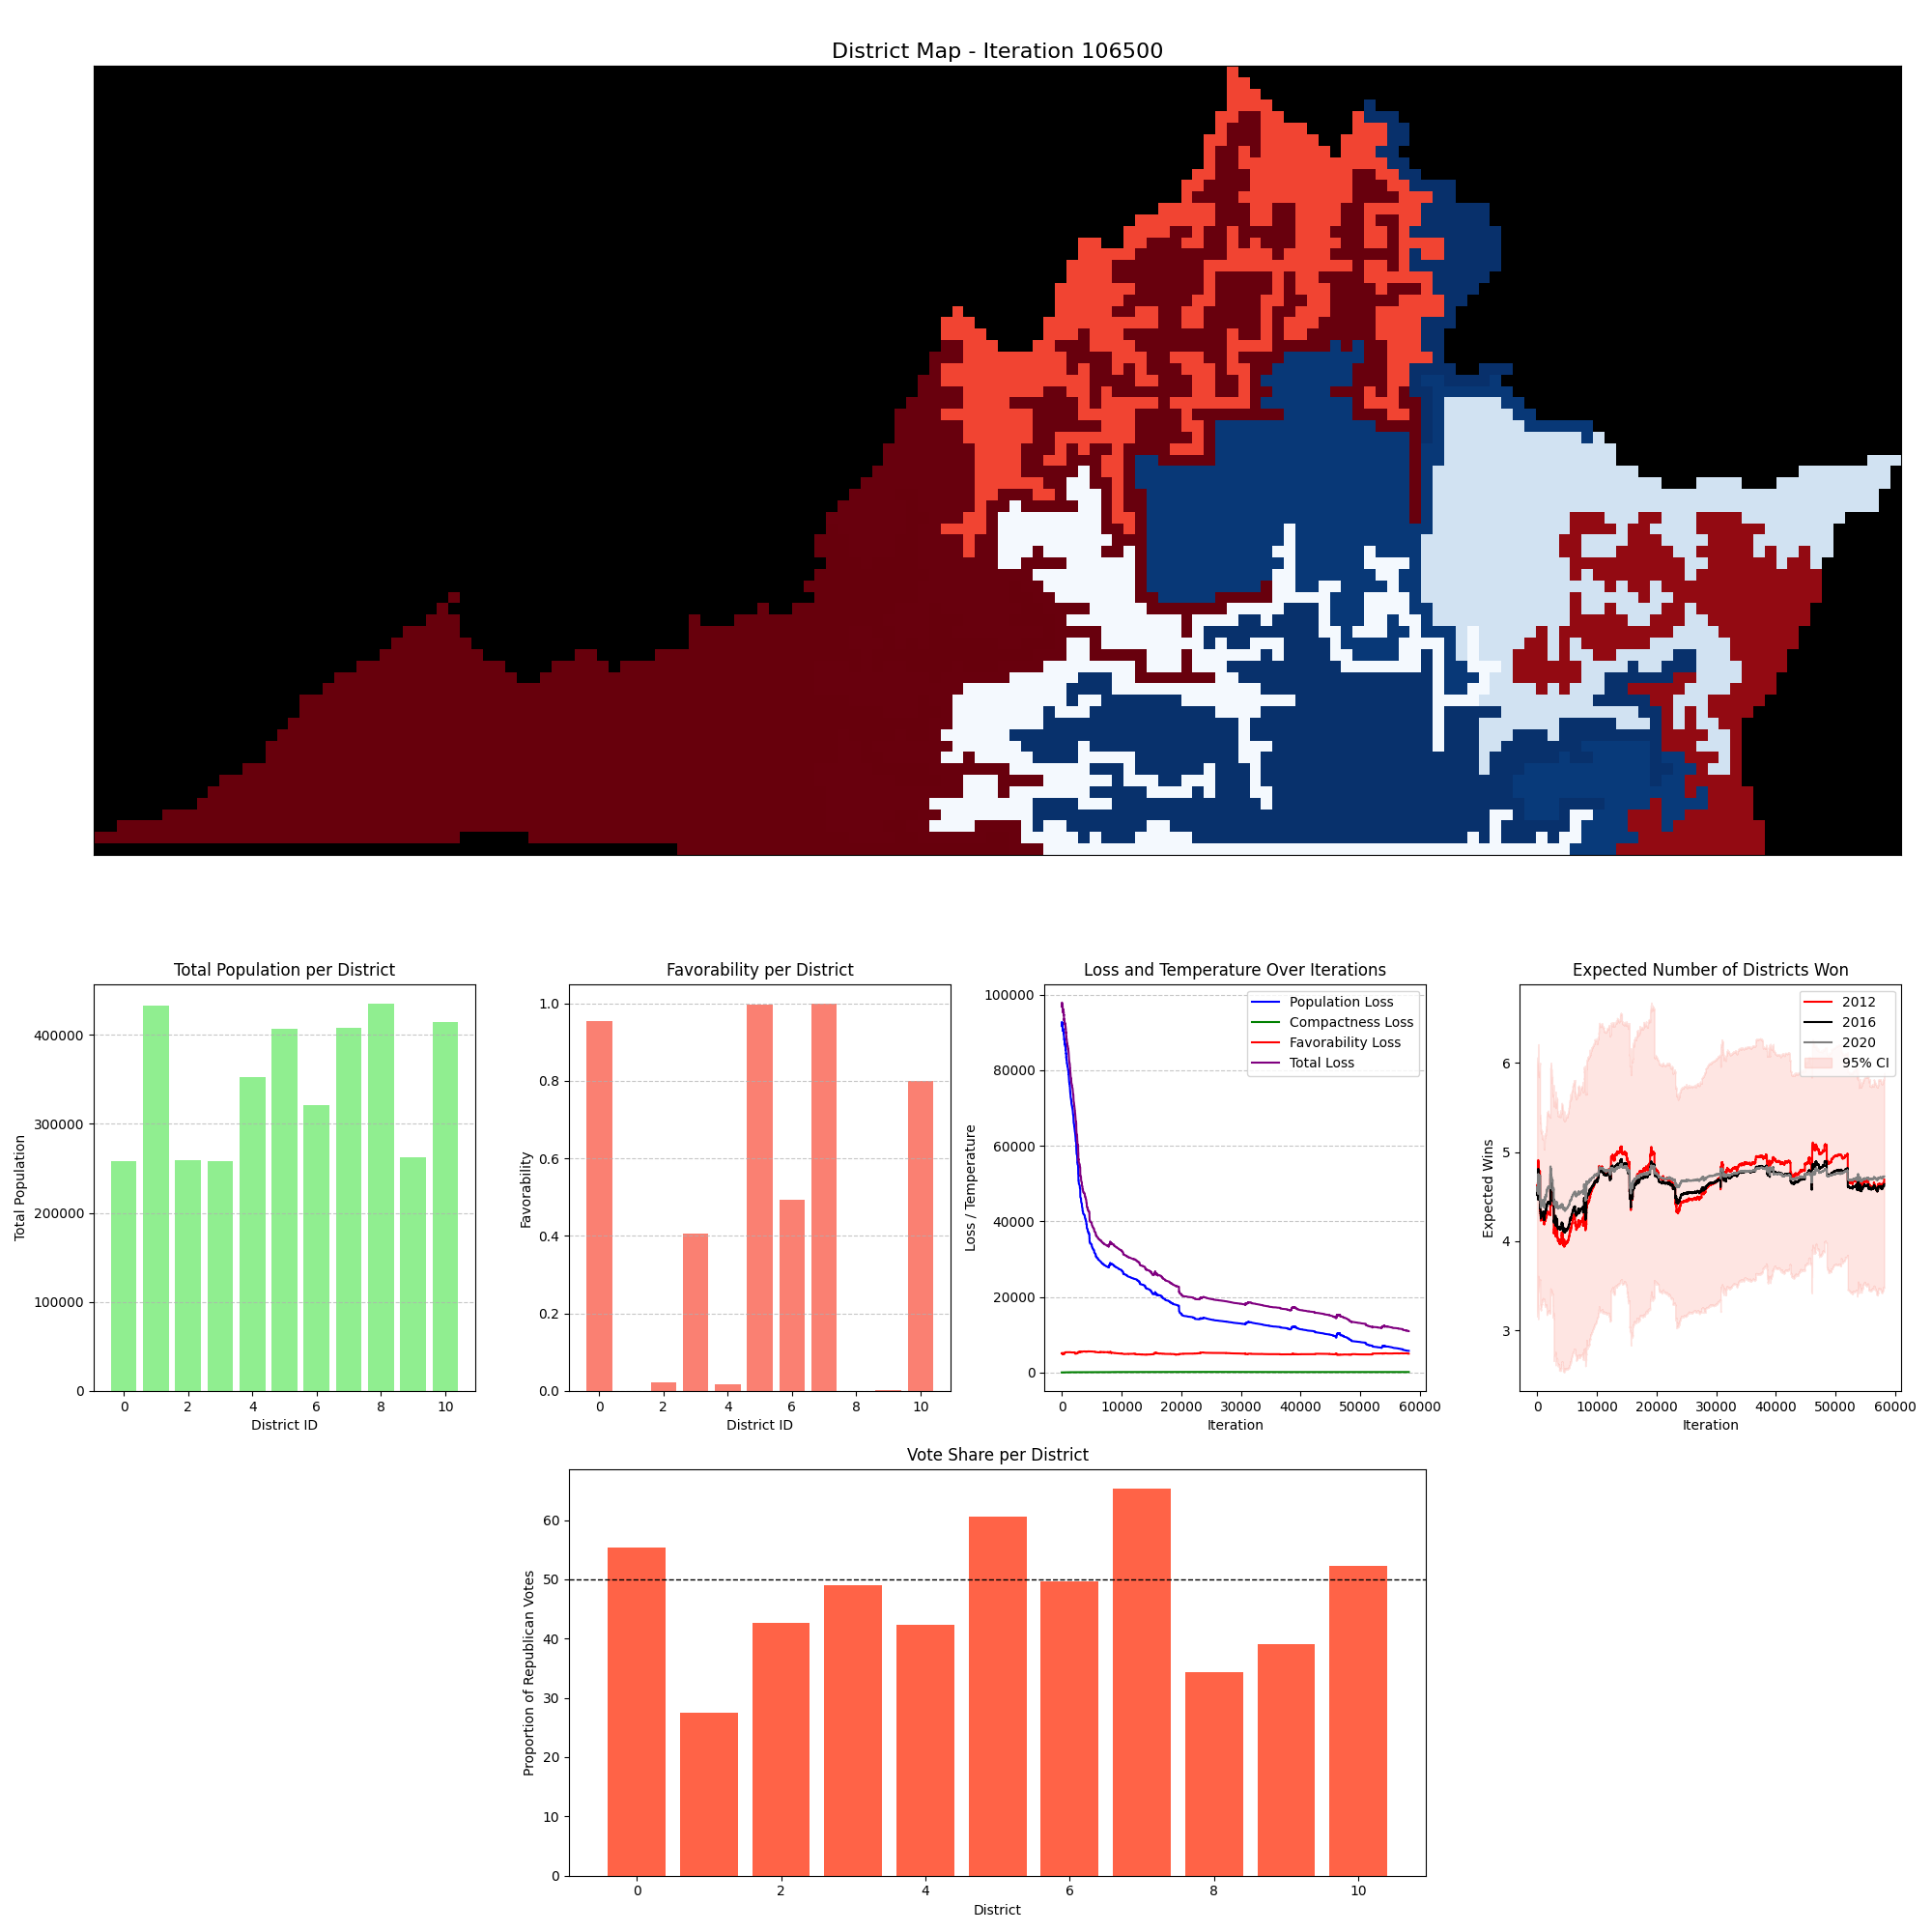 District Map - Iteration 106500
Total Population per District
Total Population
400000
300000
200000
100000
0
0 2 4 6 8 10
District ID
Favorability per District
Favorability
1.0
0.8
0.6
0.4
0.2
0.0
0 2 4 6 8 10
District ID
Loss and Temperature Over Iterations
Loss / Temperature
100000
80000
60000
40000
20000
0
Population Loss
Compactness Loss
Favorability Loss
Total Loss
0 10000 20000 30000 40000 50000 60000
Iteration
Expected Number of Districts Won
Expected Wins
6
5
4
3
2012
2016
2020
95% CI
0 10000 20000 30000 40000 50000 60000
Iteration
Vote Share per District
Proportion of Republican Votes
60
50
40
30
20
10
0
0 2 4 6 8 10
District